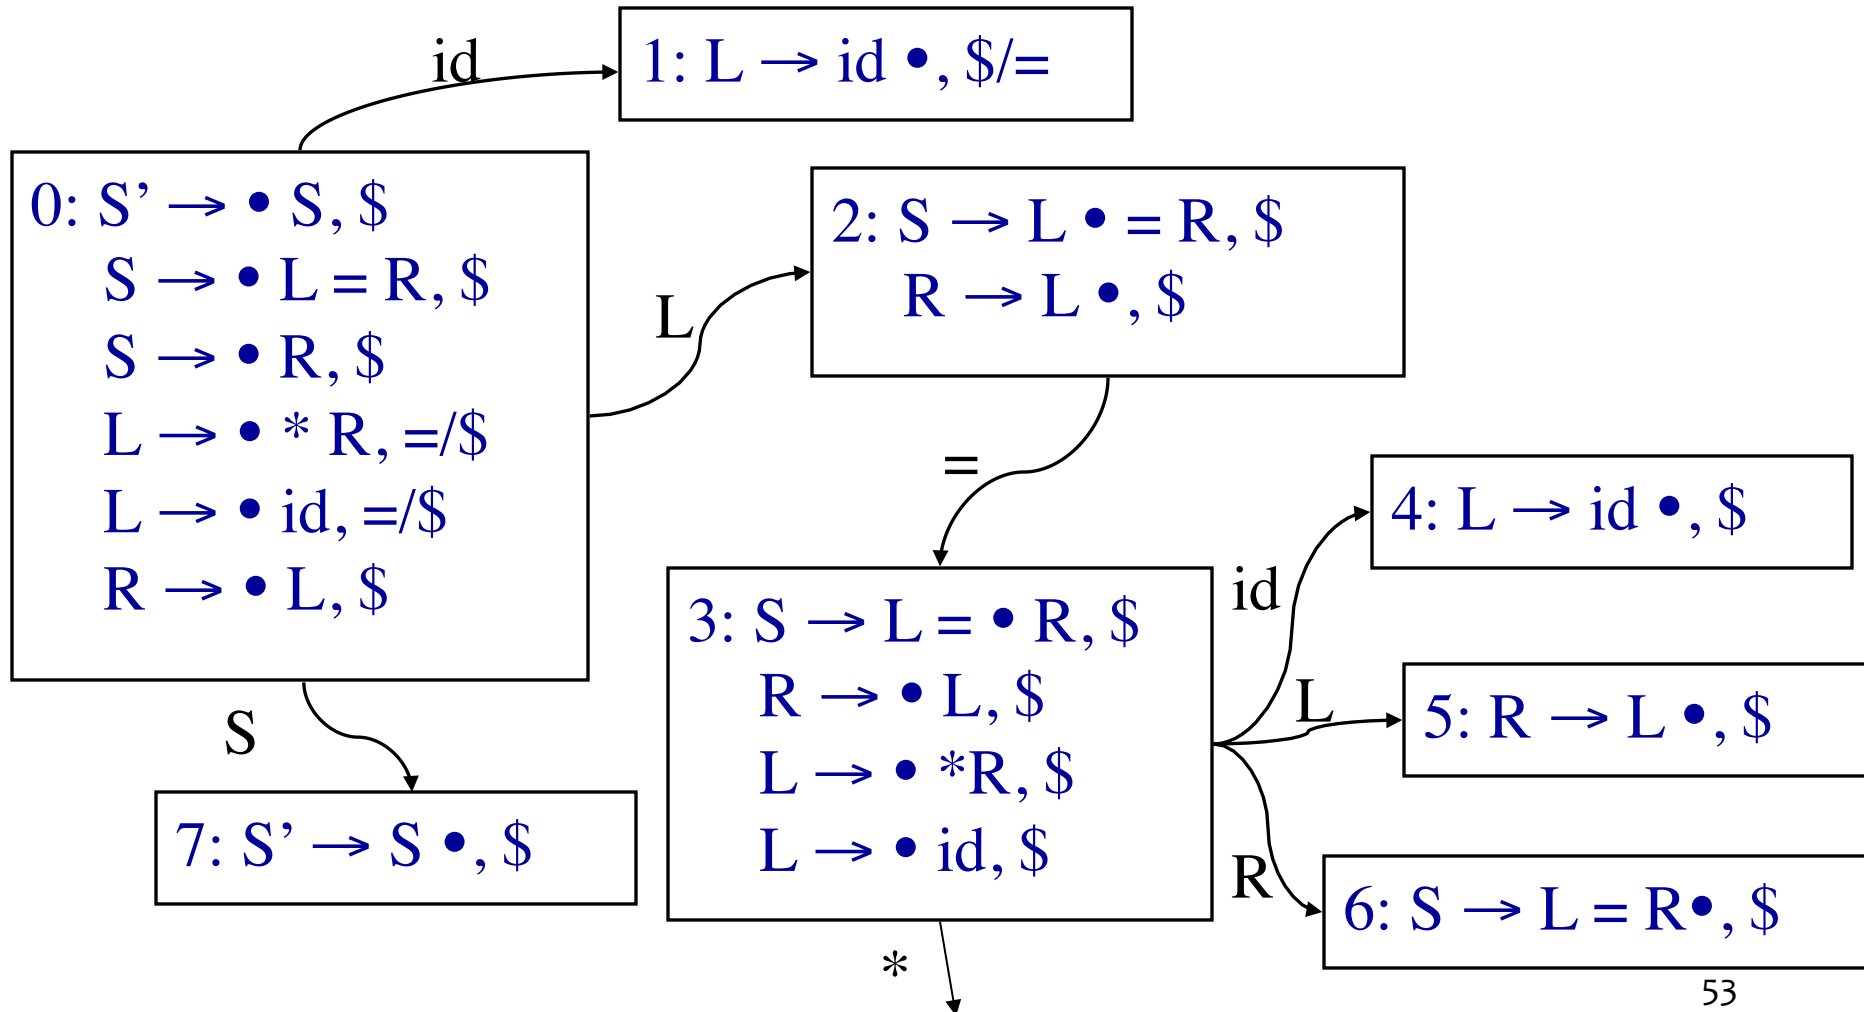 id
1: L → id •, $/=
0: S’ → • S, $
S → • L = R, $
S → • R, $
L → • * R, =/$
L → • id, =/$
R → • L, $
L
2: S → L • = R, $
R → L •, $
=
3: S → L = • R, $
R → • L, $
L → • *R, $
L → • id, $
id
4: L → id •, $
L
5: R → L •, $
R
6: S → L = R•, $
S
7: S’ → S •, $
*
53